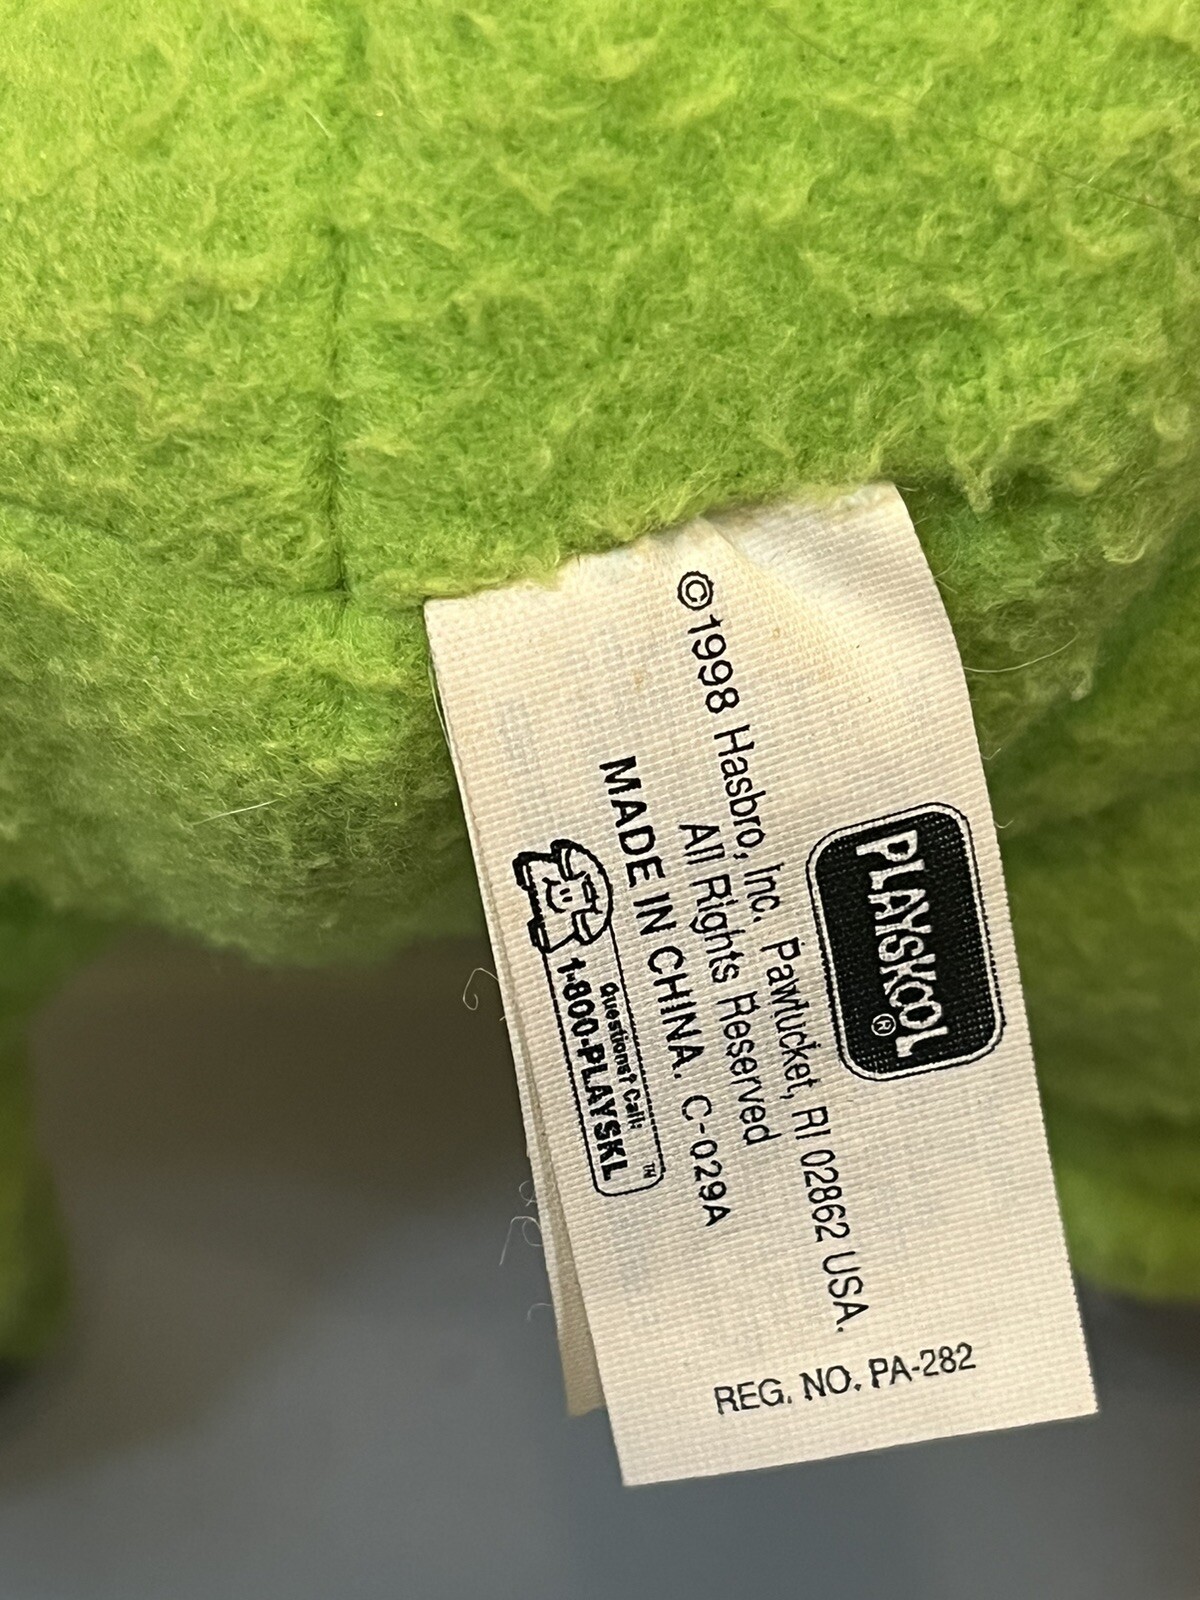 PLAYSKOOL®
©1998 Hasbro, Inc. Pawtucket, RI 02862 USA.
All Rights Reserved
MADE IN CHINA. C-029A
Questions? Call:
1-800-PLAYSKL™
REG. NO. PA-282